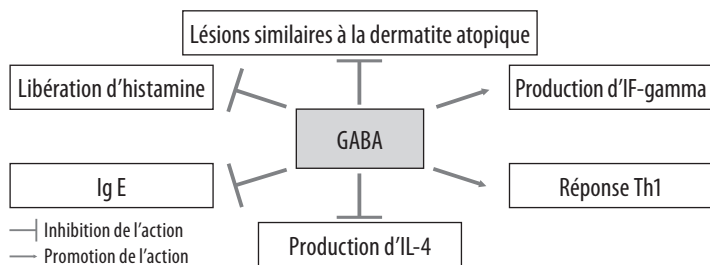 Lésions similaires à la dermatite atopique
Libération d'histamine
Production d'IF-gamma
GABA
Ig E
Réponse Th1
Inhibition de l'action
Production d'IL-4
Promotion de l'action